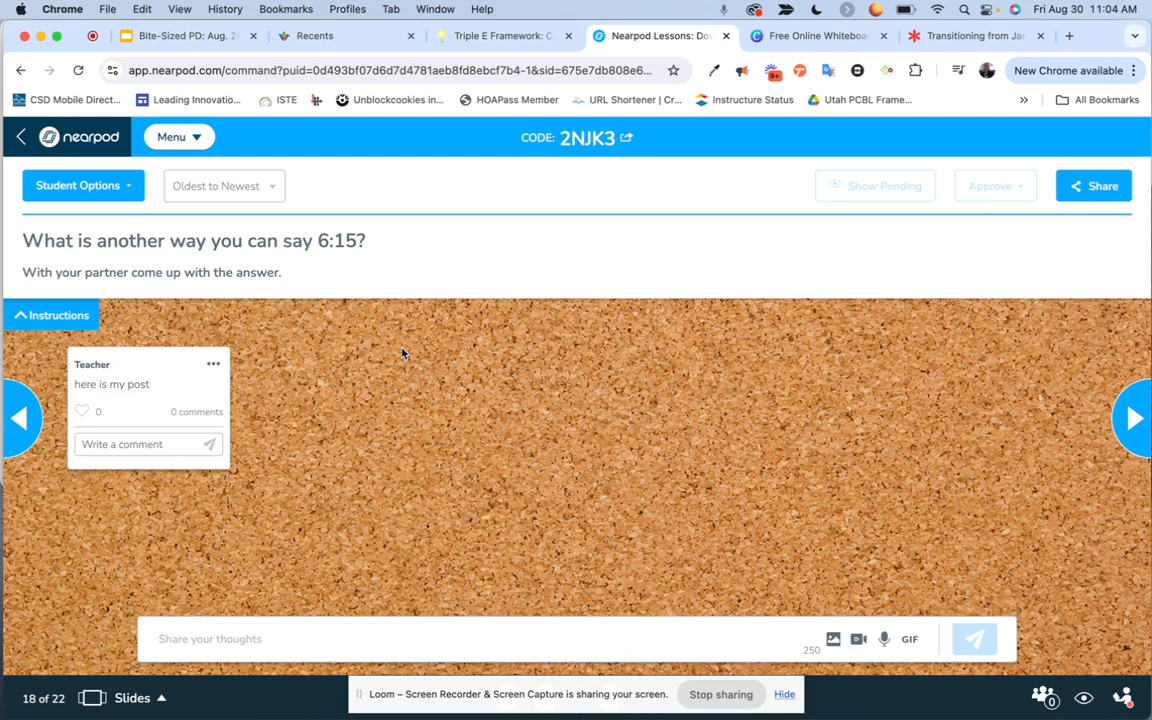 Chrome File Edit View History Bookmarks Profiles Tab Window Help Fri Aug 30 11:04 AM
Bite-Sized PD: Aug. 2 Recents Triple E Framework: C Nearpod Lessons: Do Free Online Whiteboa Transitioning from Jan
app.nearpod.com/command?puid=0d493bf07d6d7d4781aeb8fd8ebcf7b4-1&sid=675e7db808e6... 9+ New Chrome available
CSD Mobile Direct... Leading Innovatio... ISTE Unblockcookies in... HOAPass Member URL Shortener | Cr... Instructure Status Utah PCBL Frame... » All Bookmarks
nearpod Menu CODE: 2NJK3
Student Options Oldest to Newest Show Pending Approve Share
What is another way you can say 6:15?
With your partner come up with the answer.
Instructions
Teacher
here is my post
0 0 comments
Write a comment
Share your thoughts
250 GIF
18 of 22 Slides Loom – Screen Recorder & Screen Capture is sharing your screen. Stop sharing Hide 0